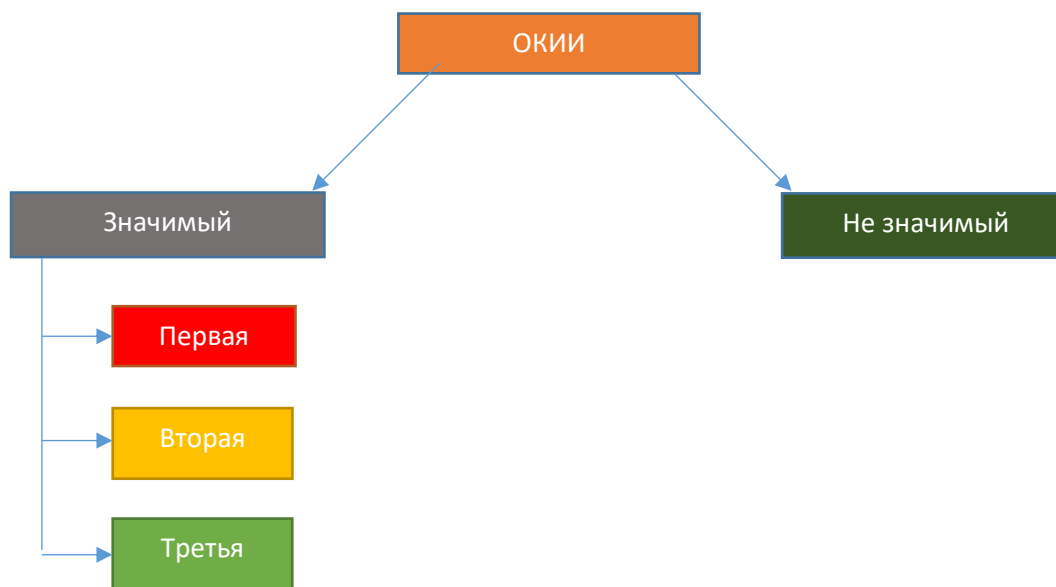 ОКИИ
Значимый
Не значимый
Первая
Вторая
Третья